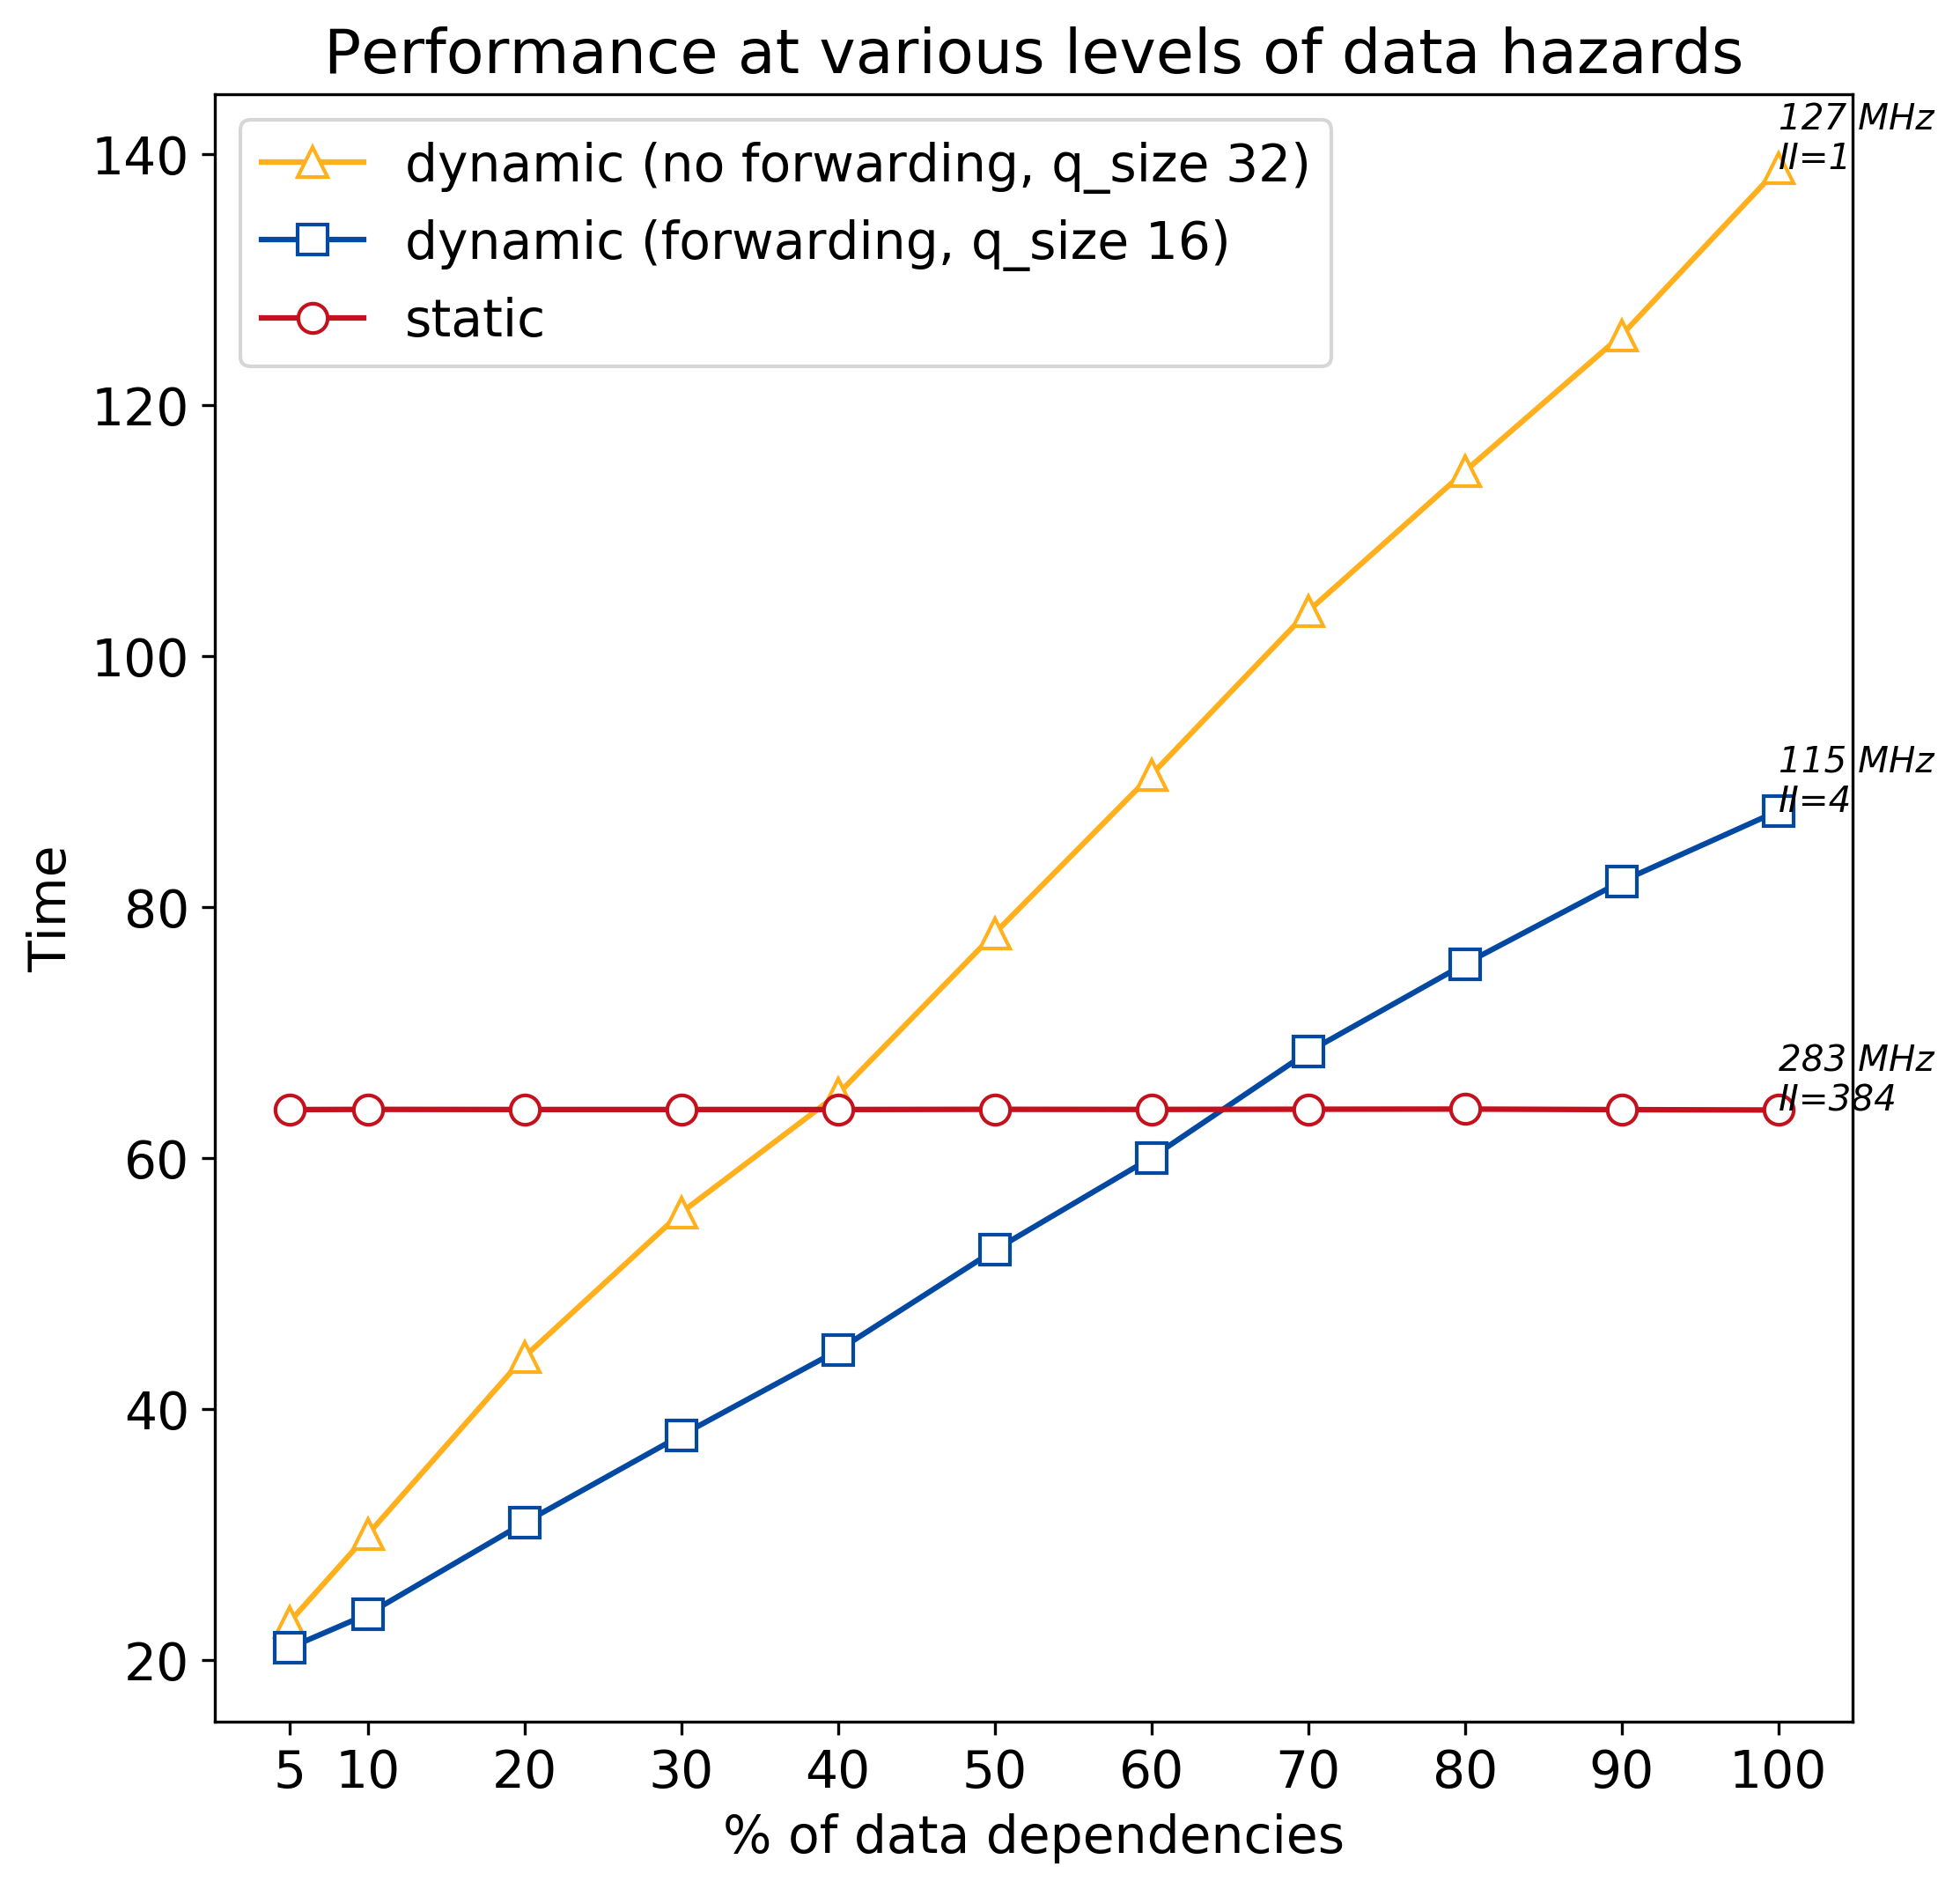 Performance at various levels of data hazards
dynamic (no forwarding, q_size 32)
dynamic (forwarding, q_size 16)
static
127 MHz
II=1
115 MHz
II=4
283 MHz
II=384
Time
140
120
100
80
60
40
20
5 10 20 30 40 50 60 70 80 90 100
% of data dependencies